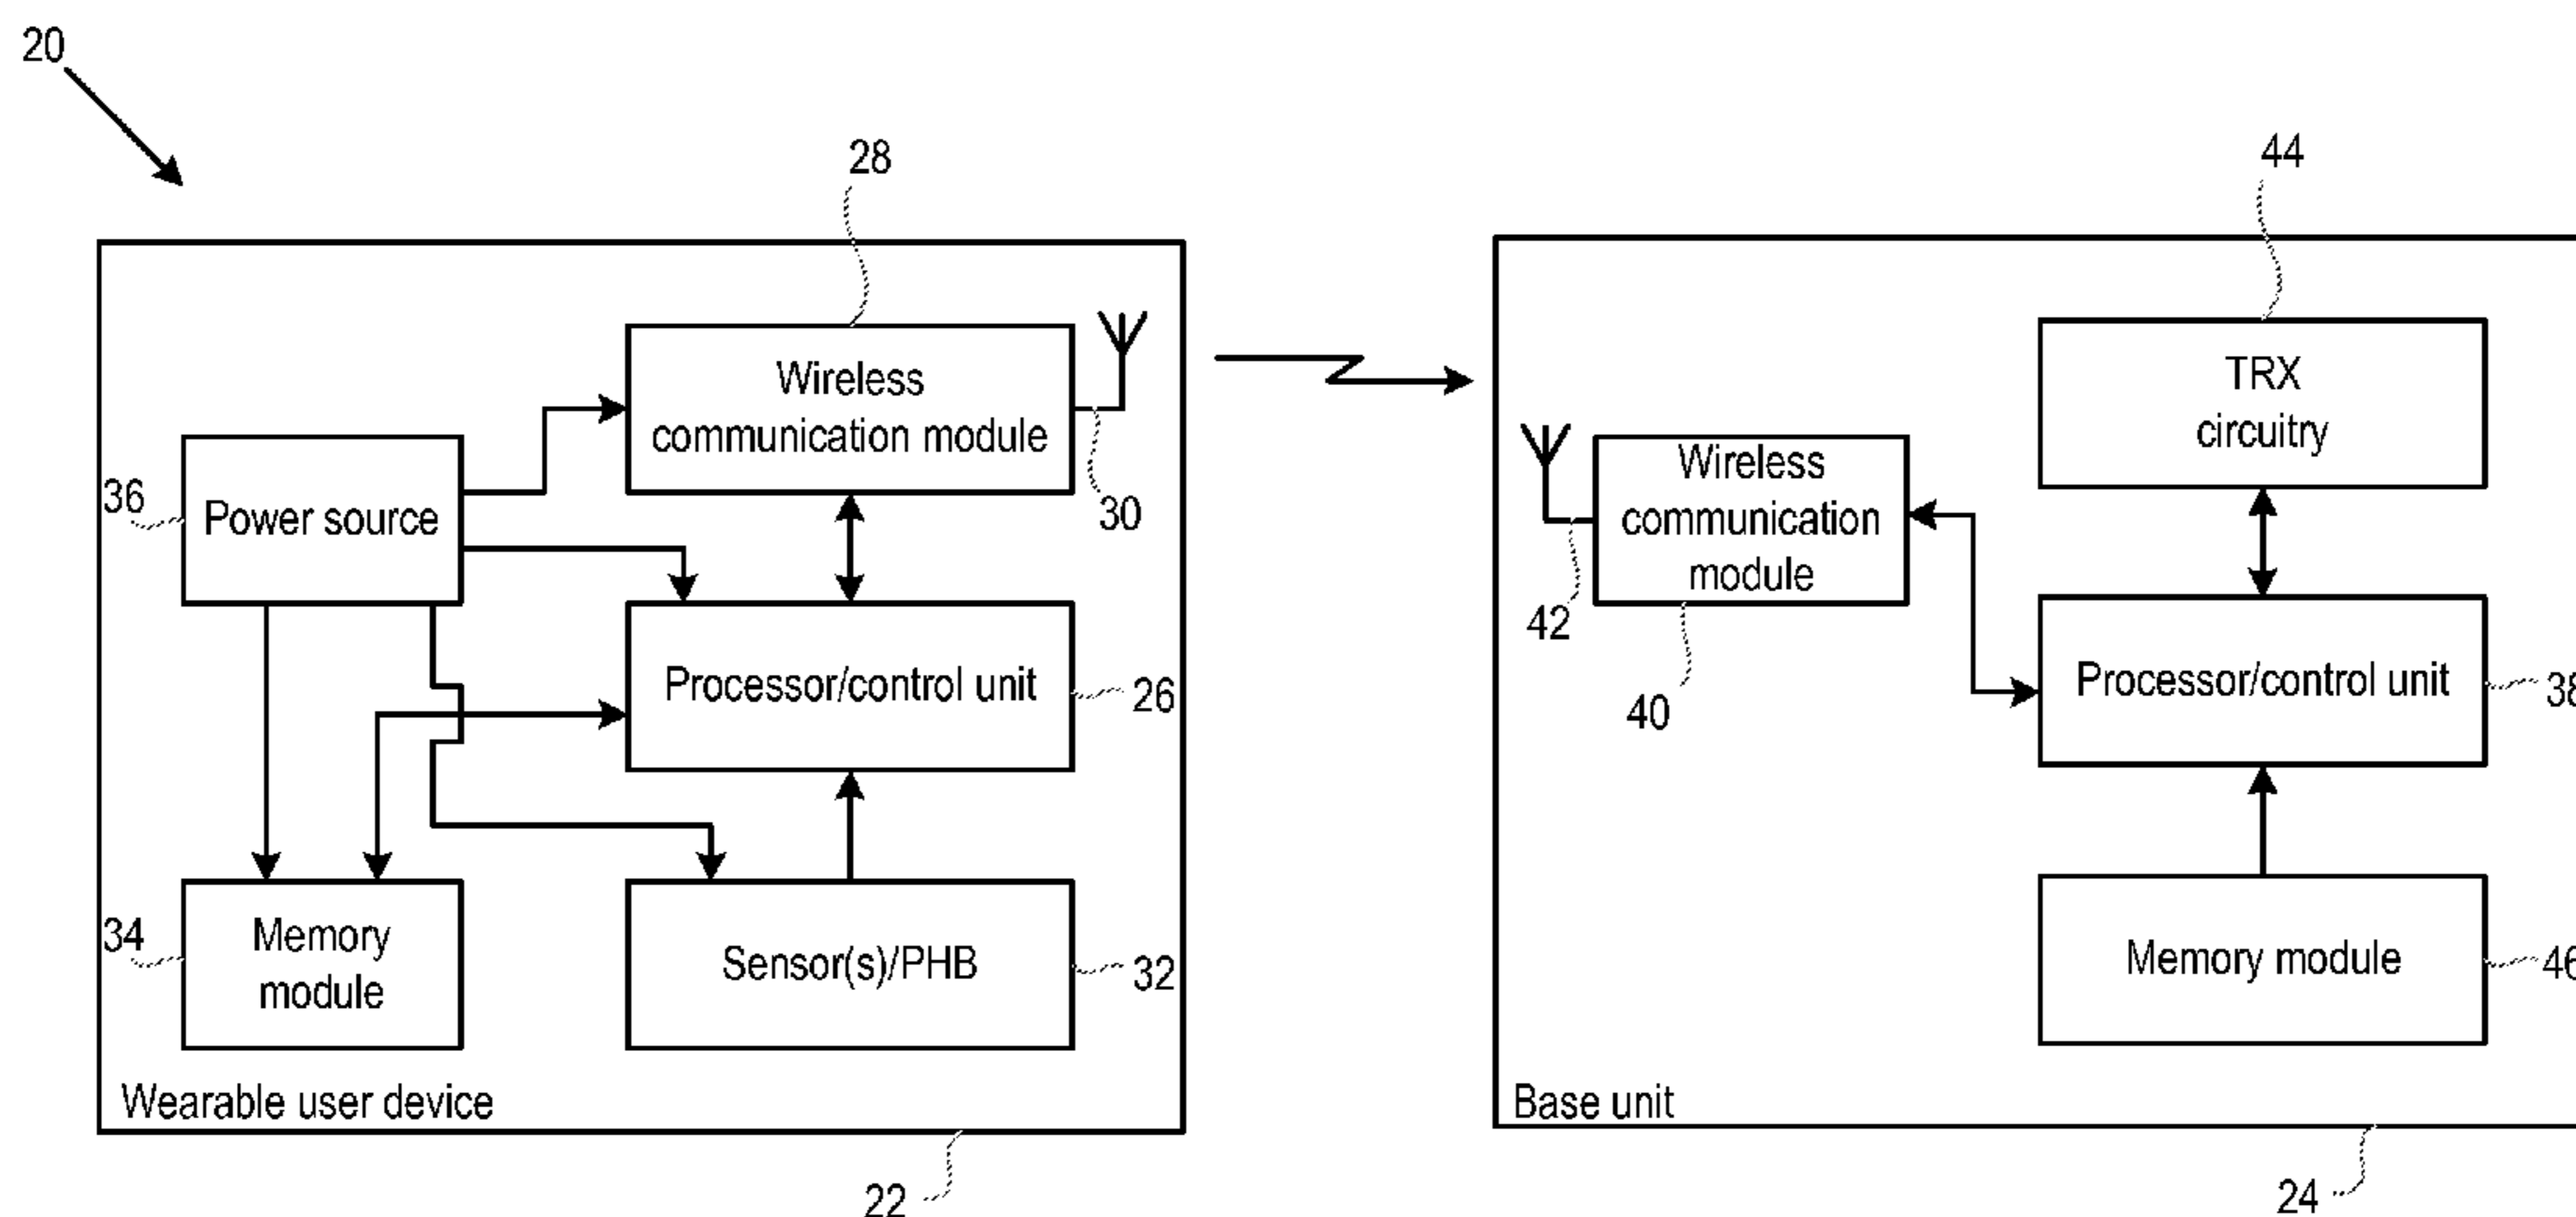 20
28
44
Wireless
communication module
TRX
circuitry
36
Power source
30
Wireless
communication
module
42
40
Processor/control unit
26
Processor/control unit
38
34
Memory
module
Sensor(s)/PHB
32
Memory module
46
Wearable user device
Base unit
22
24